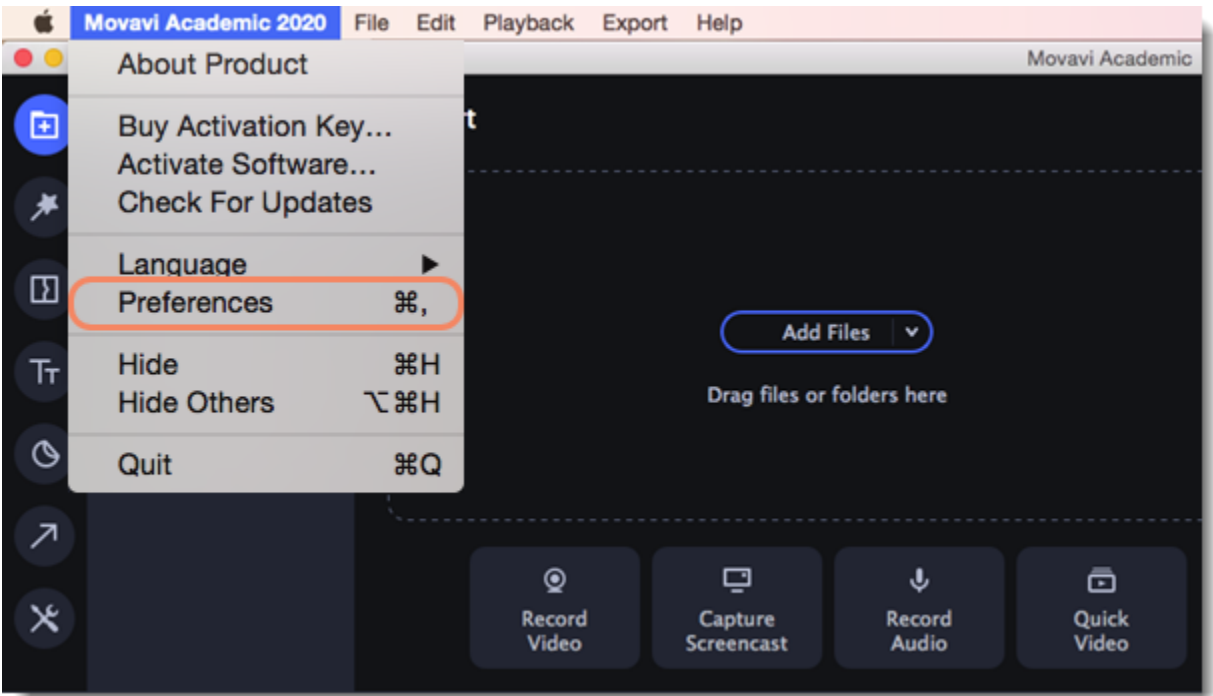 Movavi Academic 2020 File Edit Playback Export Help
Movavi Academic
About Product
t
Buy Activation Key...
Activate Software...
Check For Updates
Language ▶
Preferences ⌘,
Hide ⌘H
Hide Others ⌥⌘H
Quit ⌘Q
Add Files
Drag files or folders here
Record
Video
Capture
Screencast
Record
Audio
Quick
Video